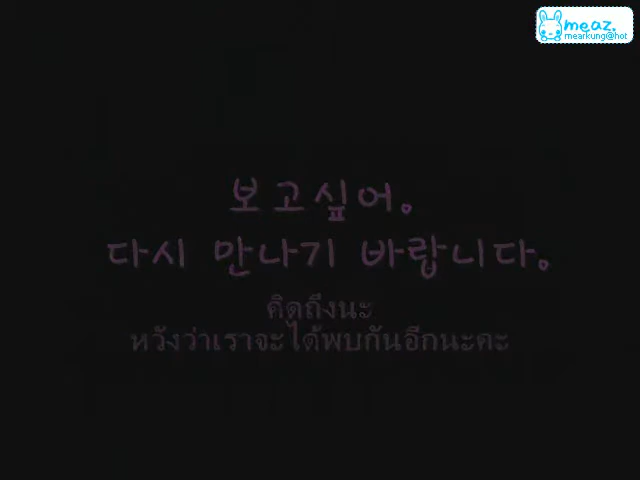 meaz.
mearkung@hot
보고싶어。
다시 만나기 바랍니다。
คิดถึงนะ
หวังว่าเราจะได้พบกันอีกนะคะ